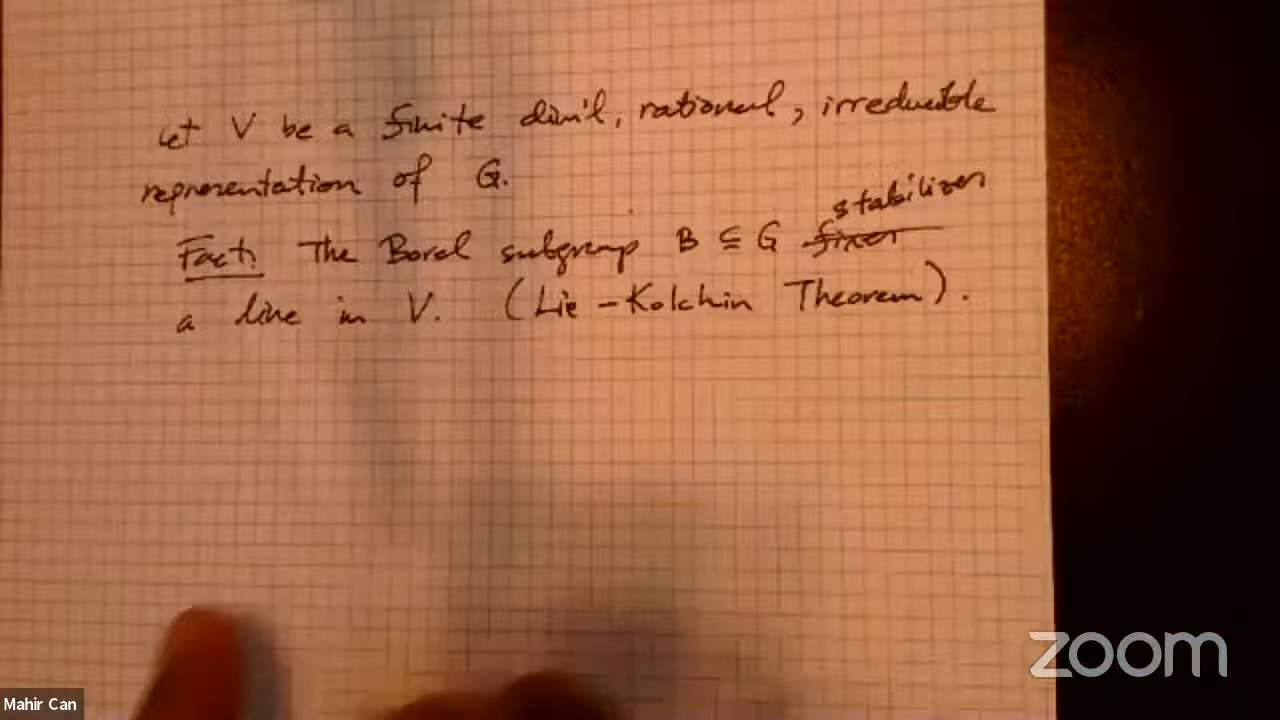 Let V be a finite dim'l, rational, irreducible
representation of G.
stabilizes
Fact: The Borel subgroup B ⊆ G fixes
a line in V. (Lie-Kolchin Theorem).
zoom
Mahir Can